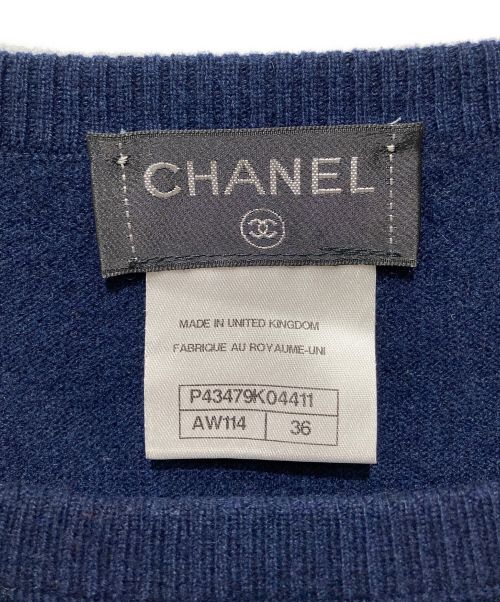 CHANEL
MADE IN UNITED KINGDOM
FABRIQUE AU ROYAUME-UNI
P43479K04411
AW114 36